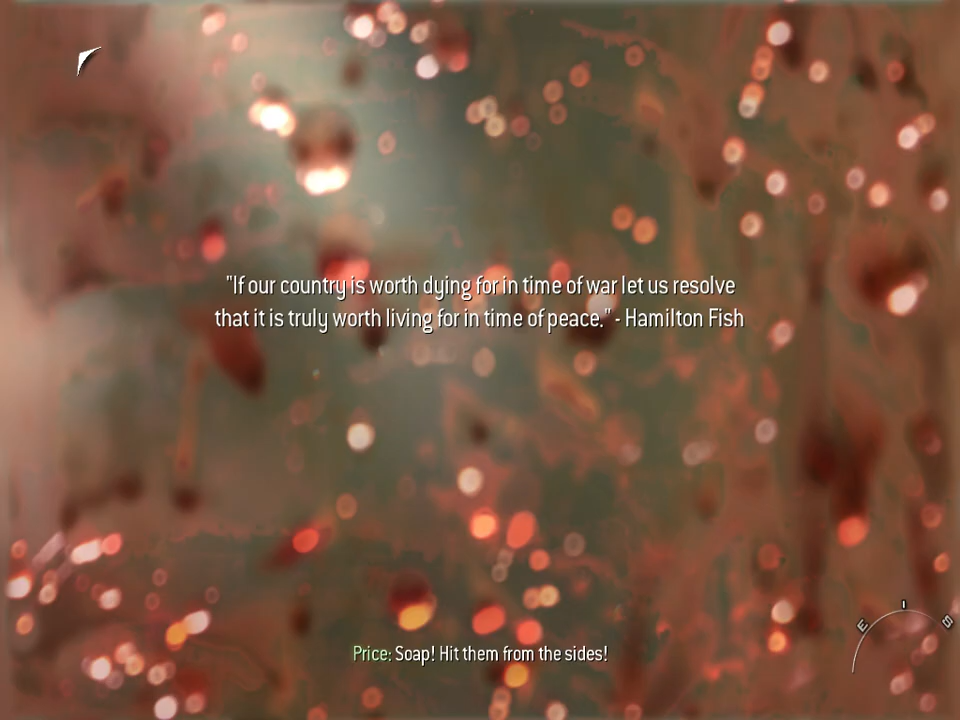 "If our country is worth dying for in time of war let us resolve
that it is truly worth living for in time of peace." - Hamilton Fish
Price: Soap! Hit them from the sides!
E
S